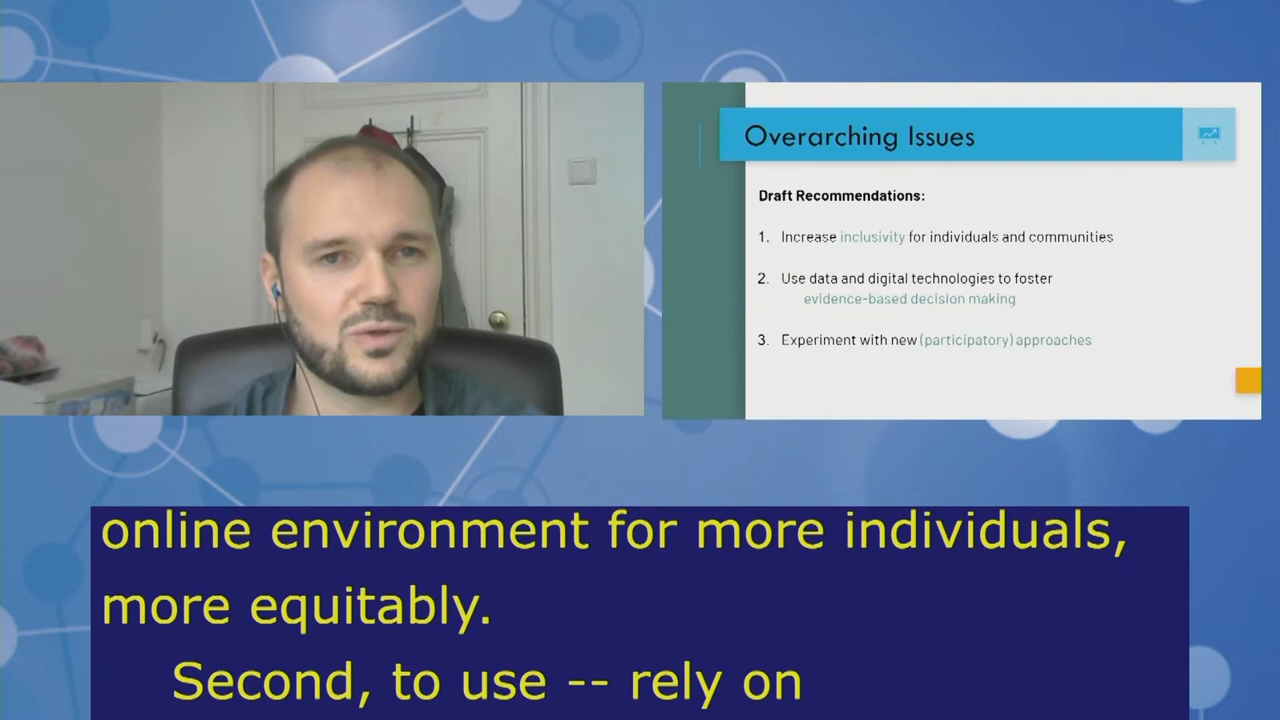 Overarching Issues
Draft Recommendations:
1. Increase inclusivity for individuals and communities
2. Use data and digital technologies to foster
evidence-based decision making
3. Experiment with new (participatory) approaches
online environment for more individuals,
more equitably.
Second, to use -- rely on